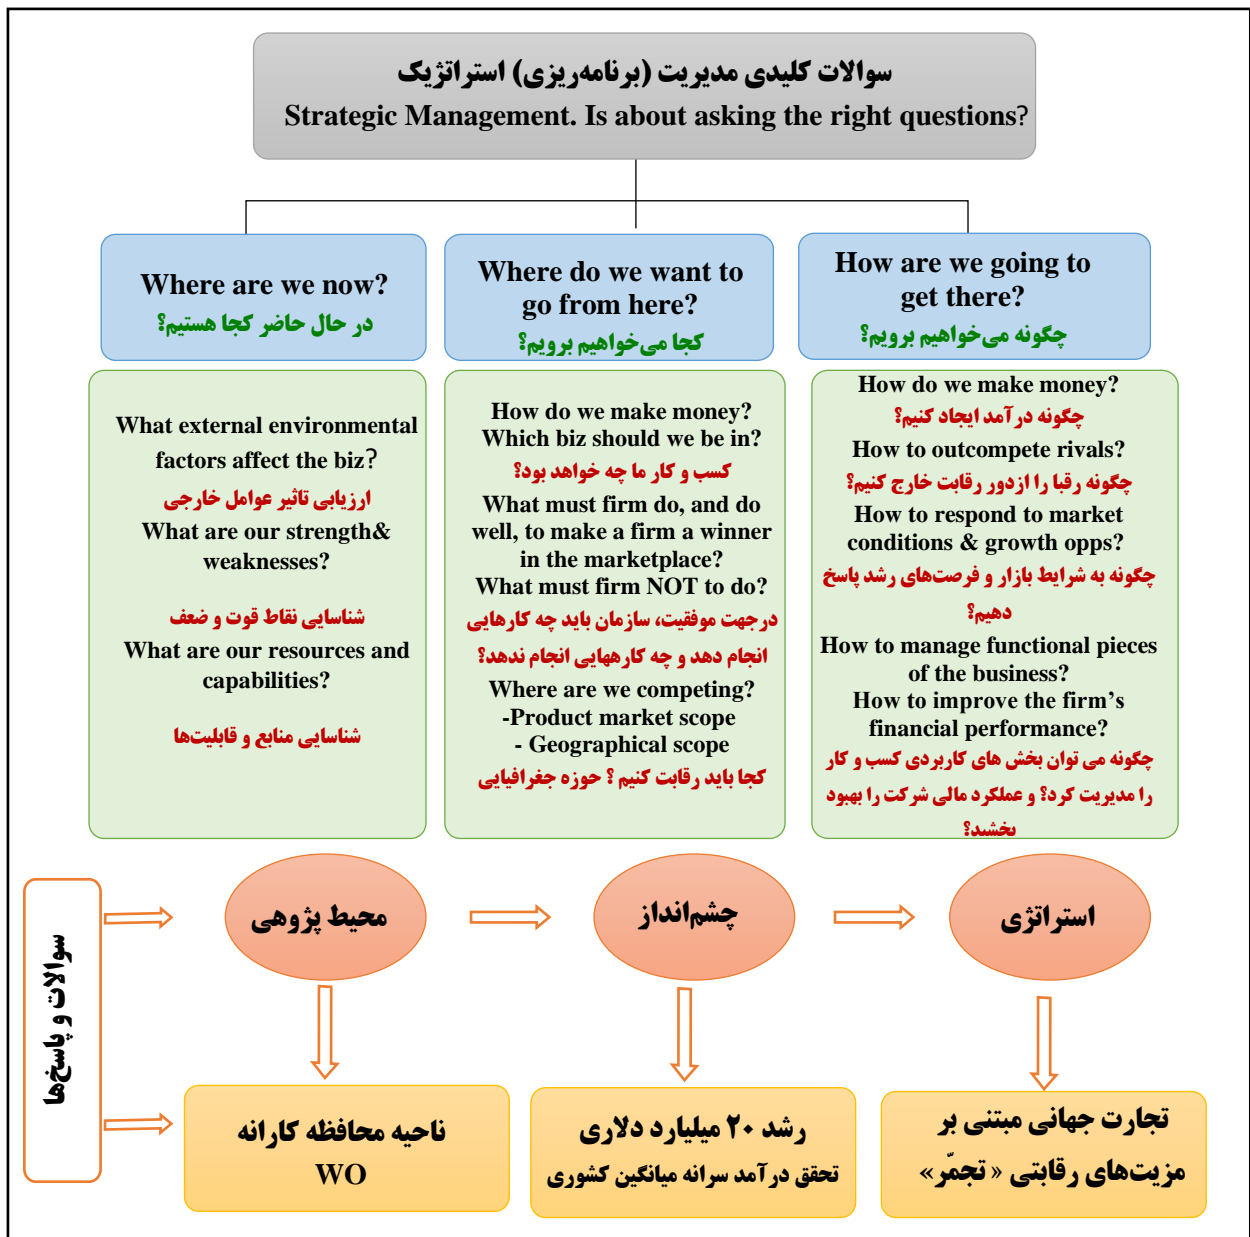 سوالات کلیدی مدیریت (برنامه‌ریزی) استراتژیک
Strategic Management. Is about asking the right questions?
Where are we now?
در حال حاضر کجا هستیم؟
Where do we want to
go from here?
کجا می‌خواهیم برویم؟
How are we going to
get there?
چگونه می‌خواهیم برویم؟
What external environmental
factors affect the biz?
ارزیابی تاثیر عوامل خارجی
What are our strength&
weaknesses?
شناسایی نقاط قوت و ضعف
What are our resources and
capabilities?
شناسایی منابع و قابلیت‌ها
How do we make money?
Which biz should we be in?
کسب و کار ما چه خواهد بود؟
What must firm do, and do
well, to make a firm a winner
in the marketplace?
What must firm NOT to do?
درجهت موفقیت، سازمان باید چه کارهایی
انجام دهد و چه کارههایی انجام ندهد؟
Where are we competing?
-Product market scope
- Geographical scope
کجا باید رقابت کنیم ؟ حوزه جغرافیایی
How do we make money?
چگونه درآمد ایجاد کنیم؟
How to outcompete rivals?
چگونه رقبا را ازدور رقابت خارج کنیم؟
How to respond to market
conditions & growth opps?
چگونه به شرایط بازار و فرصت‌های رشد پاسخ
دهیم؟
How to manage functional pieces
of the business?
How to improve the firm’s
financial performance?
چگونه می توان بخش های کاربردی کسب و کار
را مدیریت کرد؟ و عملکرد مالی شرکت را بهبود
بخشید؟
سوالات و پاسخ‌ها
محیط پژوهی
چشم‌انداز
استراتژی
ناحیه محافظه کارانه
WO
رشد ۲۰ میلیارد دلاری
تحقق درآمد سرانه میانگین کشوری
تجارت جهانی مبتنی بر
مزیت‌های رقابتی « تجمّر»